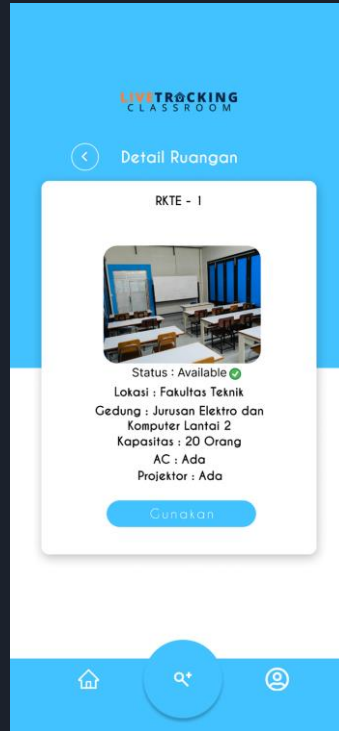 LIVETRACKING
CLASSROOM
Detail Ruangan
RKTE - 1
Status : Available
Lokasi : Fakultas Teknik
Gedung : Jurusan Elektro dan
Komputer Lantai 2
Kapasitas : 20 Orang
AC : Ada
Projektor : Ada
Gunakan